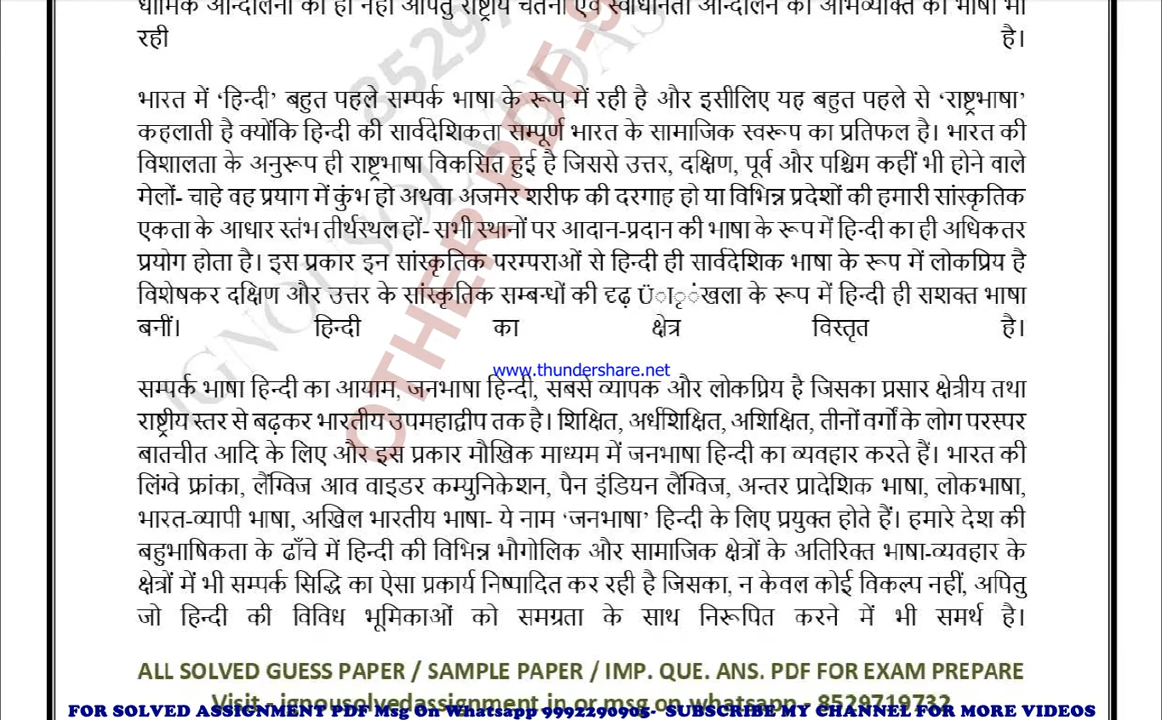 धार्मिक आन्दोलनों की ही नहीं अपितु राष्ट्रीय चेतना एवं स्वाधीनता आन्दोलन की अभिव्यक्ति की भाषा भी
रही है।
भारत में ‘हिन्दी’ बहुत पहले सम्पर्क भाषा के रूप में रही है और इसीलिए यह बहुत पहले से ‘राष्ट्रभाषा’
कहलाती है क्योंकि हिन्दी की सार्वदेशिकता सम्पूर्ण भारत के सामाजिक स्वरूप का प्रतिफल है। भारत की
विशालता के अनुरूप ही राष्ट्रभाषा विकसित हुई है जिससे उत्तर, दक्षिण, पूर्व और पश्चिम कहीं भी होने वाले
मेलों- चाहे वह प्रयाग में कुंभ हो अथवा अजमेर शरीफ की दरगाह हो या विभिन्न प्रदेशों की हमारी सांस्कृतिक
एकता के आधार स्तंभ तीर्थस्थल हों- सभी स्थानों पर आदान-प्रदान की भाषा के रूप में हिन्दी का ही अधिकतर
प्रयोग होता है। इस प्रकार इन सांस्कृतिक परम्पराओं से हिन्दी ही सार्वदेशिक भाषा के रूप में लोकप्रिय है
विशेषकर दक्षिण और उत्तर के सांस्कृतिक सम्बन्धों की दृढ़ Üाृंखला के रूप में हिन्दी ही सशक्त भाषा
बनीं। हिन्दी का क्षेत्र विस्तृत है।
www.thundershare.net
सम्पर्क भाषा हिन्दी का आयाम, जनभाषा हिन्दी, सबसे व्यापक और लोकप्रिय है जिसका प्रसार क्षेत्रीय तथा
राष्ट्रीय स्तर से बढ़कर भारतीय उपमहाद्वीप तक है। शिक्षित, अर्धशिक्षित, अशिक्षित, तीनों वर्गों के लोग परस्पर
बातचीत आदि के लिए और इस प्रकार मौखिक माध्यम में जनभाषा हिन्दी का व्यवहार करते हैं। भारत की
लिंग्वे फ्रांका, लैंग्विज आव वाइडर कम्युनिकेशन, पैन इंडियन लैंग्विज, अन्तर प्रादेशिक भाषा, लोकभाषा,
भारत-व्यापी भाषा, अखिल भारतीय भाषा- ये नाम ‘जनभाषा’ हिन्दी के लिए प्रयुक्त होते हैं। हमारे देश की
बहुभाषिकता के ढाँचे में हिन्दी की विभिन्न भौगोलिक और सामाजिक क्षेत्रों के अतिरिक्त भाषा-व्यवहार के
क्षेत्रों में भी सम्पर्क सिद्धि का ऐसा प्रकार्य निष्पादित कर रही है जिसका, न केवल कोई विकल्प नहीं, अपितु
जो हिन्दी की विविध भूमिकाओं को समग्रता के साथ निरूपित करने में भी समर्थ है।
ALL SOLVED GUESS PAPER / SAMPLE PAPER / IMP. QUE. ANS. PDF FOR EXAM PREPARE
Visit - ignousolvedassignment.in or msg on whatsapp - 8529719732
FOR SOLVED ASSIGNMENT PDF Msg On Whatsapp 9992290905- SUBSCRIBE MY CHANNEL FOR MORE VIDEOS